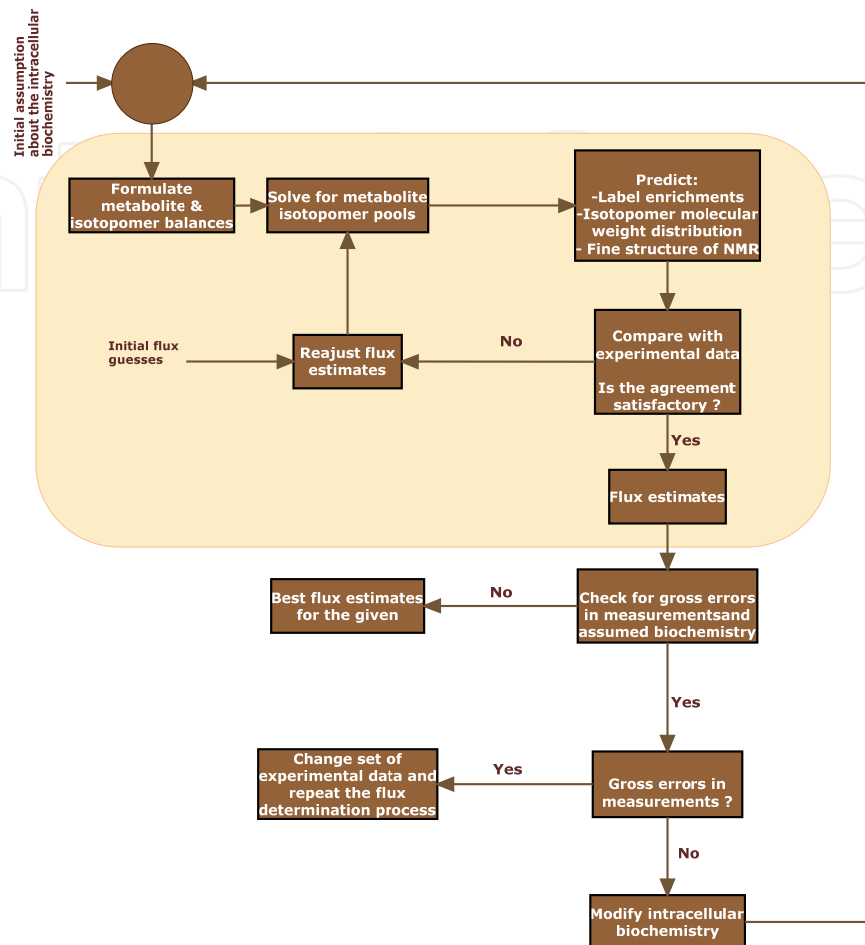 Initial assumption
about the intracellular
biochemistry
Formulate
metabolite &
isotopomer balances
Solve for metabolite
isotopomer pools
Predict:
-Label enrichments
-Isotopomer molecular
weight distribution
- Fine structure of NMR
Initial flux
guesses
Reajust flux
estimates
No
Compare with
experimental data
Is the agreement
satisfactory ?
Yes
Flux estimates
Best flux estimates
for the given
No
Check for gross errors
in measurementsand
assumed biochemistry
Yes
Change set of
experimental data and
repeat the flux
determination process
Yes
Gross errors in
measurements ?
No
Modify intracellular
biochemistry